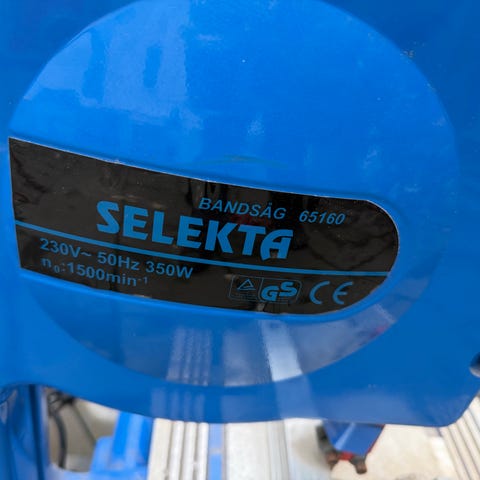 BANDSÅG 65160
SELEKTA
230V~ 50Hz 350W
n₀:1500min⁻¹
GS CE